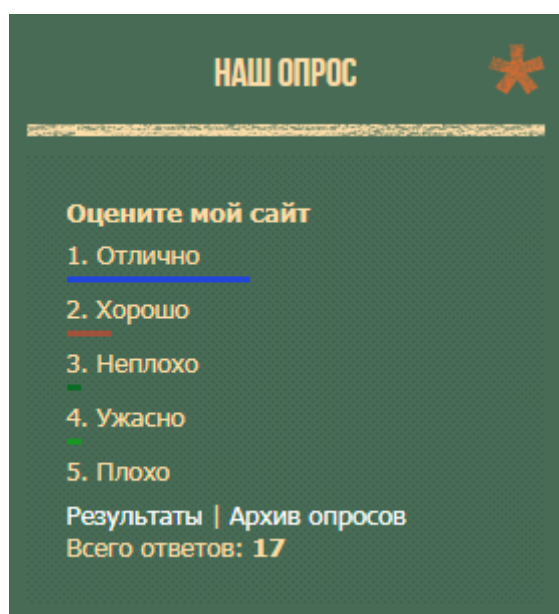 НАШ ОПРОС
Оцените мой сайт
1. Отлично
2. Хорошо
3. Неплохо
4. Ужасно
5. Плохо
Результаты | Архив опросов
Всего ответов: 17